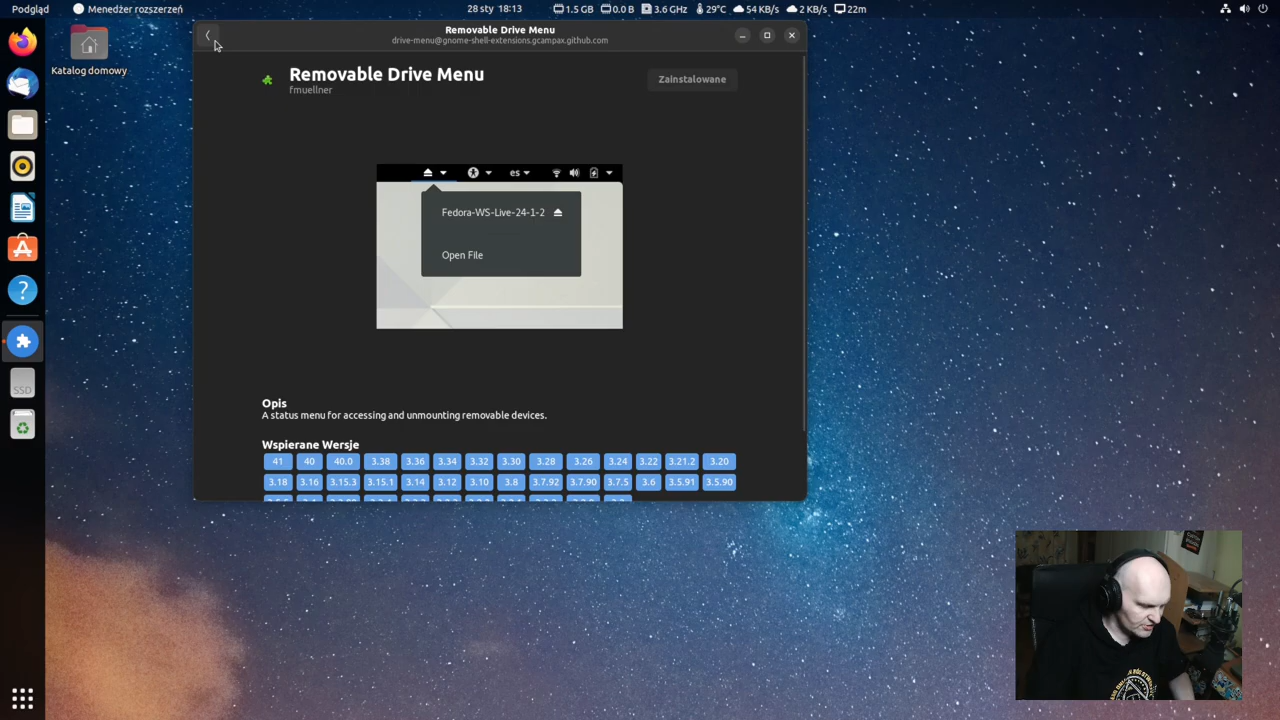 Podgląd
Menedżer rozszerzeń
28 sty 18:13
1.5 GB
0.0 B
3.6 GHz
29°C
54 KB/s
2 KB/s
22m
Katalog domowy
Removable Drive Menu
drive-menu@gnome-shell-extensions.gcampax.github.com
Removable Drive Menu
fmuellner
Zainstalowane
es
Fedora-WS-Live-24-1-2
Open File
Opis
A status menu for accessing and unmounting removable devices.
Wspierane Wersje
41 40 40.0 3.38 3.36 3.34 3.32 3.30 3.28 3.26 3.24 3.22 3.21.2 3.20
3.18 3.16 3.15.3 3.15.1 3.14 3.12 3.10 3.8 3.7.92 3.7.90 3.7.5 3.6 3.5.91 3.5.90
SSD